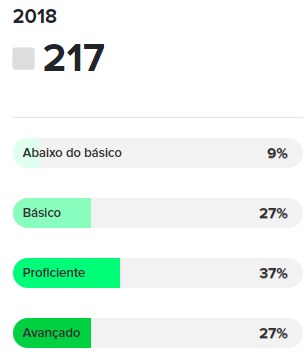 2018
217
Abaixo do básico 9%
Básico 27%
Proficiente 37%
Avançado 27%